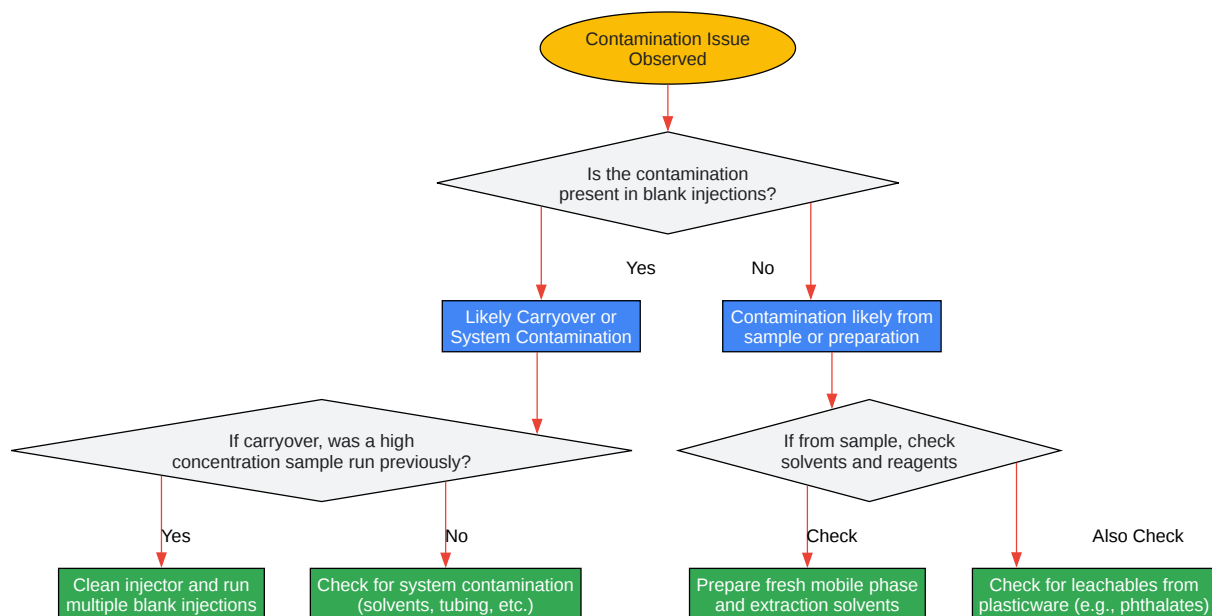 Contamination Issue
Observed
Is the contamination
present in blank injections?
Yes
No
Likely Carryover or
System Contamination
Contamination likely from
sample or preparation
If carryover, was a high
concentration sample run previously?
If from sample, check
solvents and reagents
Yes
No
Check
Also Check
Clean injector and run
multiple blank injections
Check for system contamination
(solvents, tubing, etc.)
Prepare fresh mobile phase
and extraction solvents
Check for leachables from
plasticware (e.g., phthalates)